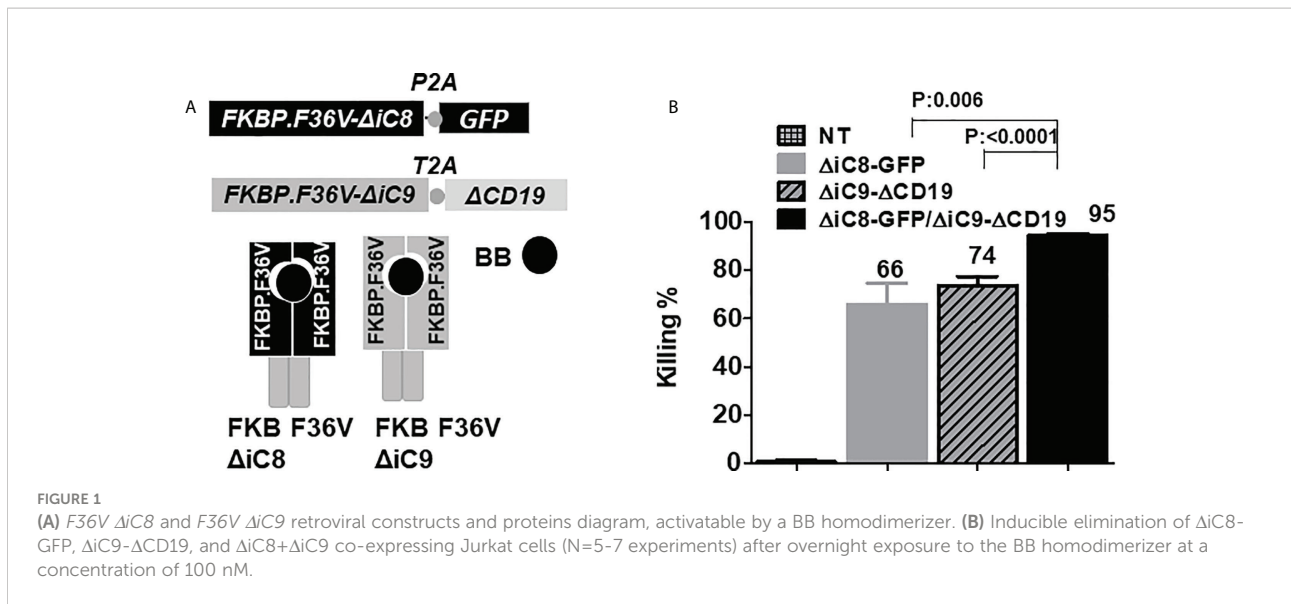 A
P2A
FKBP.F36V-ΔiC8
GFP
T2A
FKBP.F36V-ΔiC9
ΔCD19
FKBP.F36V
FKBP.F36V
FKBP.F36V
FKBP.F36V
BB
FKB F36V
ΔiC8
FKB F36V
ΔiC9
B
P:0.006
P:<0.0001
NT
ΔiC8-GFP
ΔiC9-ΔCD19
ΔiC8-GFP/ΔiC9-ΔCD19
Killing %
100
80
60
40
20
0
66
74
95
FIGURE 1
(A) F36V ΔiC8 and F36V ΔiC9 retroviral constructs and proteins diagram, activatable by a BB homodimerizer. (B) Inducible elimination of ΔiC8-
GFP, ΔiC9-ΔCD19, and ΔiC8+ΔiC9 co-expressing Jurkat cells (N=5-7 experiments) after overnight exposure to the BB homodimerizer at a
concentration of 100 nM.